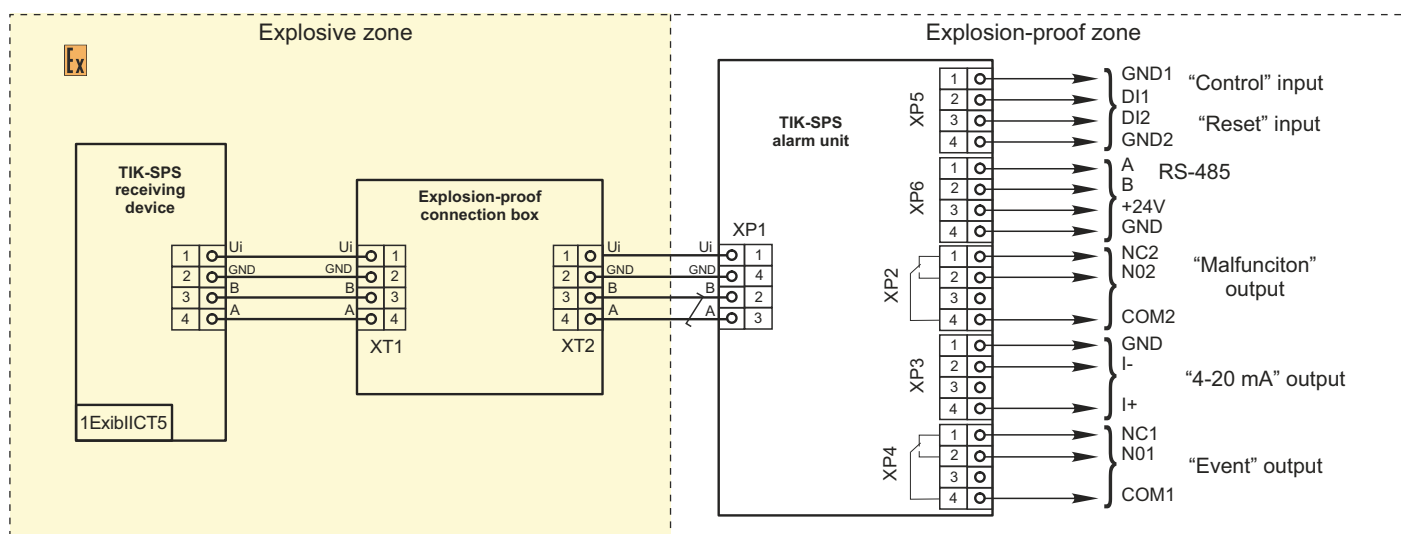 Explosive zone
Explosion-proof zone
Ex
TIK-SPS
receiving
device
1 Ui
2 GND
3 B
4 A
1ExibIICT5
Explosion-proof
connection box
Ui 1
GND 2
B 3
A 4
XT1
1 Ui
2 GND
3 B
4 A
XT2
TIK-SPS
alarm unit
XP1
Ui 1
GND 4
B 2
A 3
XP5
1 GND1
2 DI1
3 DI2
4 GND2
“Control” input
“Reset” input
XP6
1 A
2 B
3 +24V
4 GND
RS-485
XP2
1 NC2
2 N02
3
4 COM2
“Malfunciton”
output
XP3
1 GND
2 I-
3
4 I+
“4-20 mA” output
XP4
1 NC1
2 N01
3
4 COM1
“Event” output